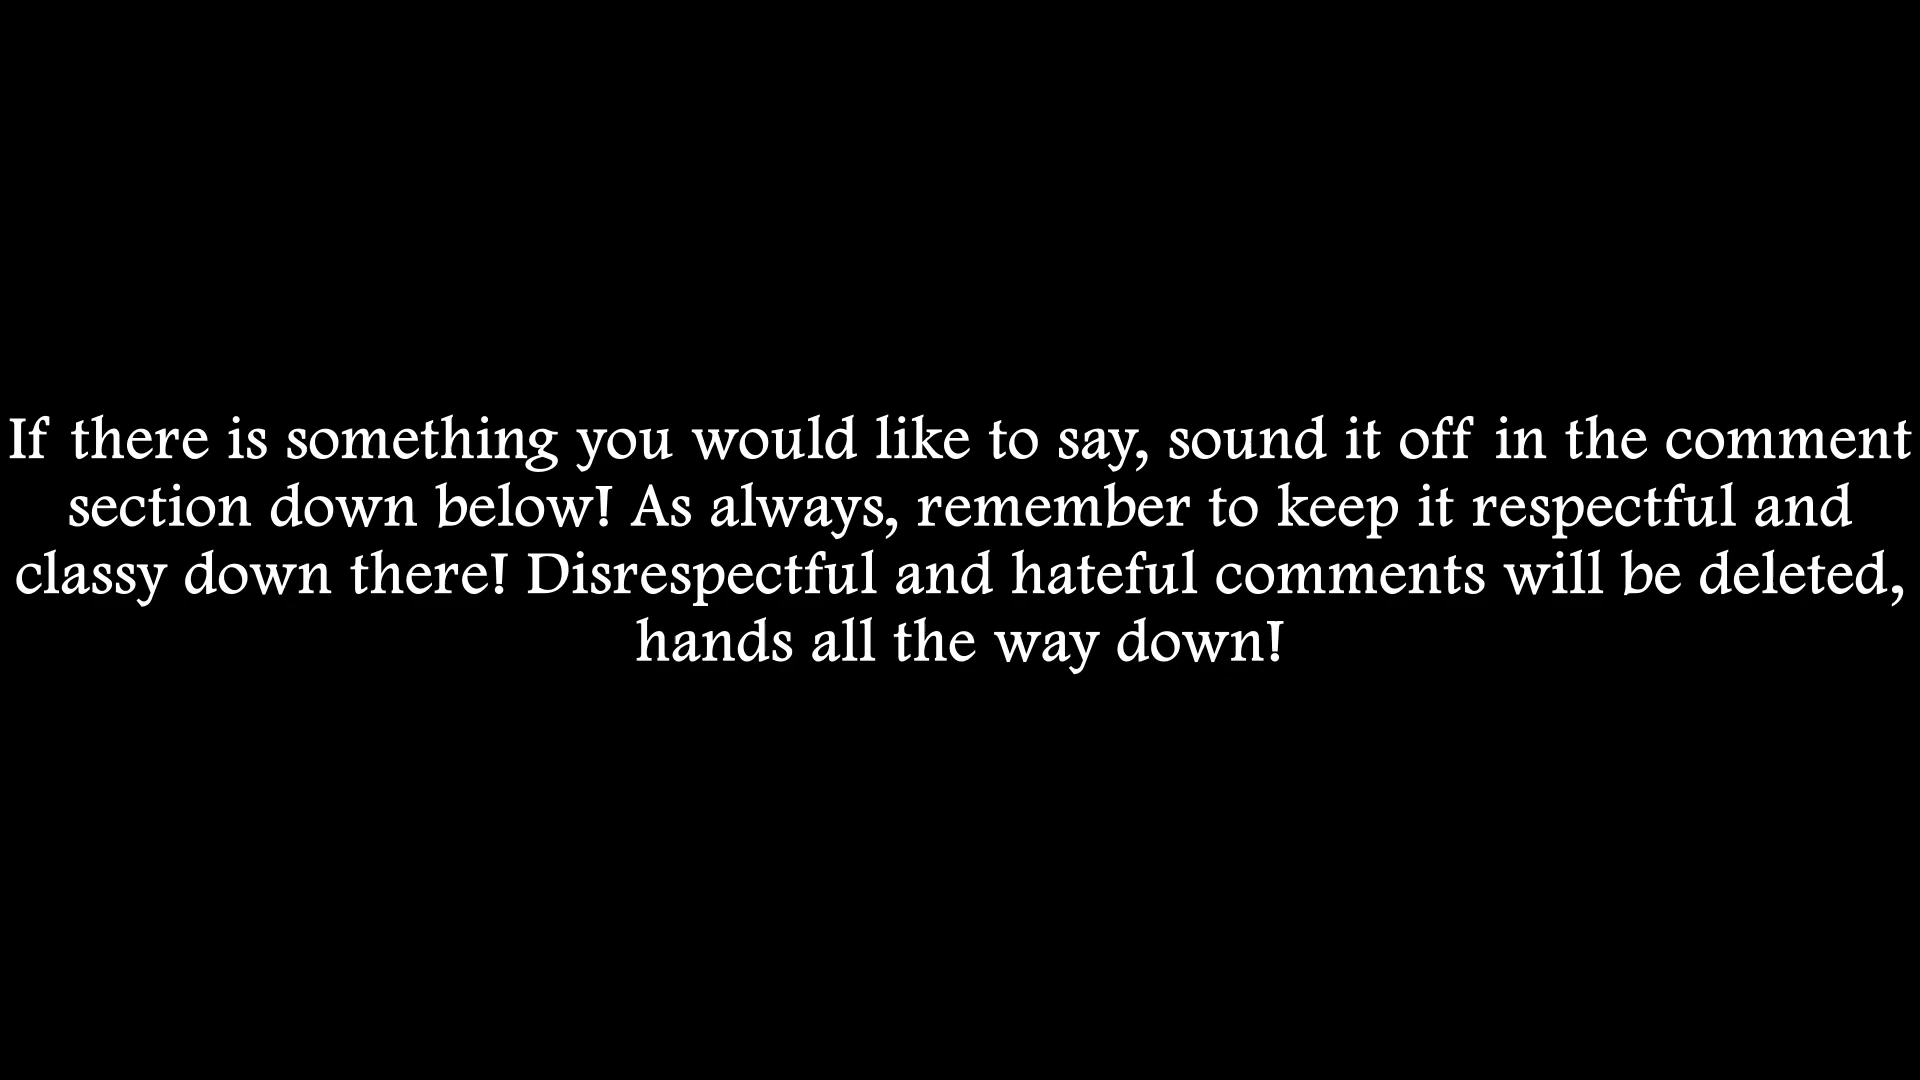 If there is something you would like to say, sound it off in the comment
section down below! As always, remember to keep it respectful and
classy down there! Disrespectful and hateful comments will be deleted,
hands all the way down!